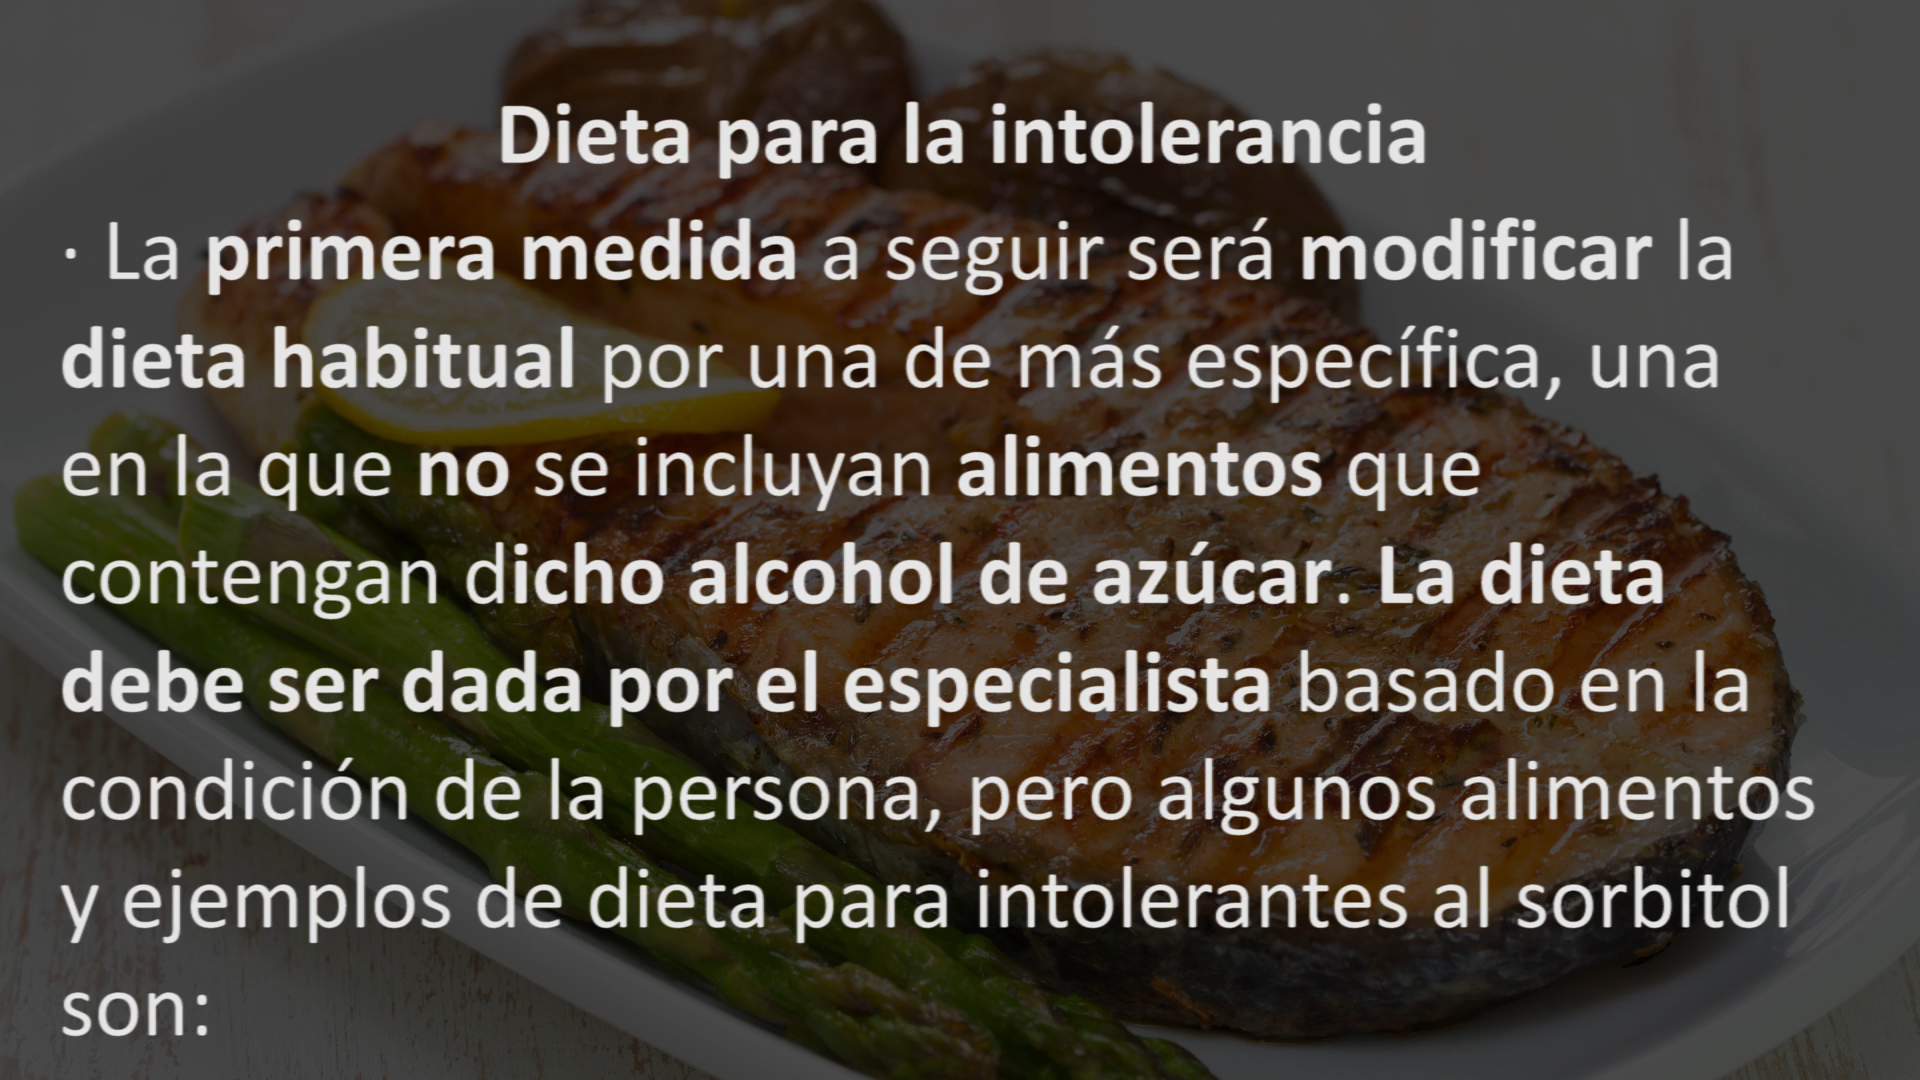 Dieta para la intolerancia
· La primera medida a seguir será modificar la
dieta habitual por una de más específica, una
en la que no se incluyan alimentos que
contengan dicho alcohol de azúcar. La dieta
debe ser dada por el especialista basado en la
condición de la persona, pero algunos alimentos
y ejemplos de dieta para intolerantes al sorbitol
son: